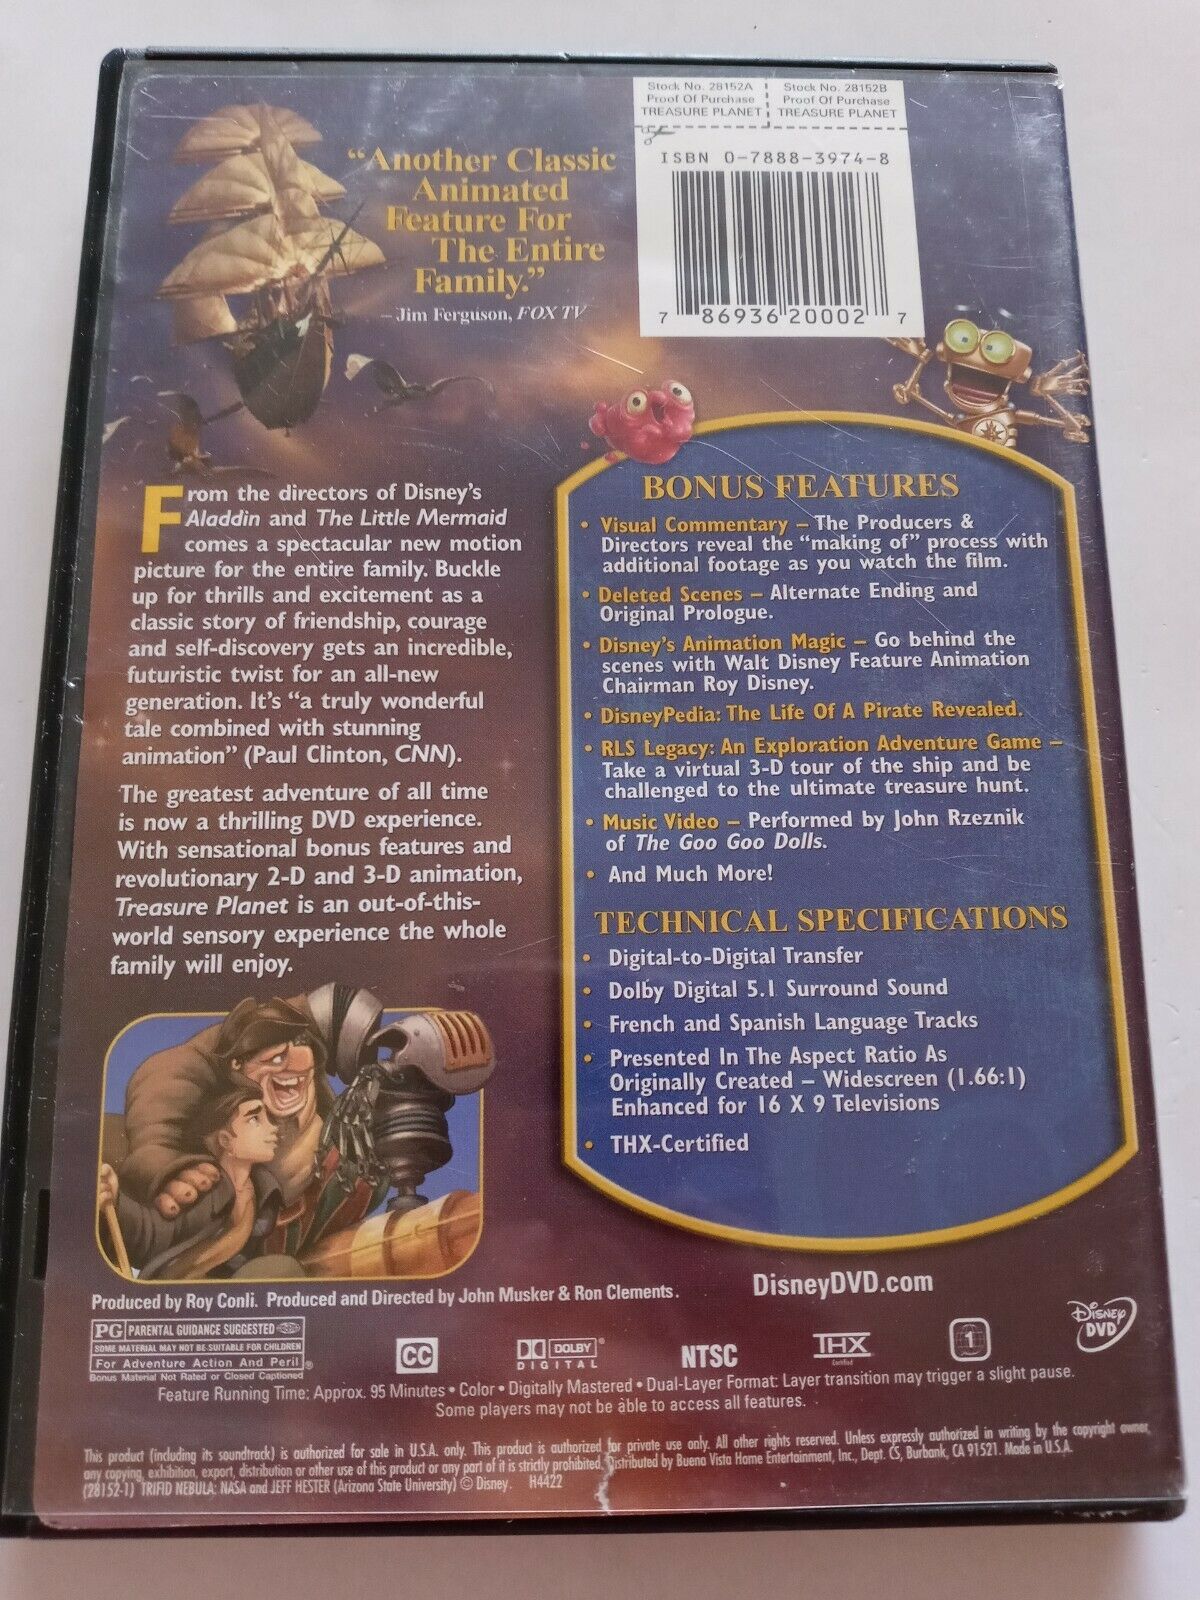 Stock No. 28152A
Proof Of Purchase
TREASURE PLANET
Stock No. 28152B
Proof Of Purchase
TREASURE PLANET
ISBN 0-7888-3974-8
7 86936 20002 7
“Another Classic
Animated
Feature For
The Entire
Family.”
– Jim Ferguson, FOX TV
From the directors of Disney's
Aladdin and The Little Mermaid
comes a spectacular new motion
picture for the entire family. Buckle
up for thrills and excitement as a
classic story of friendship, courage
and self-discovery gets an incredible,
futuristic twist for an all-new
generation. It's “a truly wonderful
tale combined with stunning
animation” (Paul Clinton, CNN).
The greatest adventure of all time
is now a thrilling DVD experience.
With sensational bonus features and
revolutionary 2-D and 3-D animation,
Treasure Planet is an out-of-this-
world sensory experience the whole
family will enjoy.
BONUS FEATURES
• Visual Commentary – The Producers &
Directors reveal the “making of” process with
additional footage as you watch the film.
• Deleted Scenes – Alternate Ending and
Original Prologue.
• Disney's Animation Magic – Go behind the
scenes with Walt Disney Feature Animation
Chairman Roy Disney.
• DisneyPedia: The Life Of A Pirate Revealed.
• RLS Legacy: An Exploration Adventure Game –
Take a virtual 3-D tour of the ship and be
challenged to the ultimate treasure hunt.
• Music Video – Performed by John Rzeznik
of The Goo Goo Dolls.
• And Much More!
TECHNICAL SPECIFICATIONS
• Digital-to-Digital Transfer
• Dolby Digital 5.1 Surround Sound
• French and Spanish Language Tracks
• Presented In The Aspect Ratio As
Originally Created – Widescreen (1.66:1)
Enhanced for 16 X 9 Televisions
• THX-Certified
Produced by Roy Conli. Produced and Directed by John Musker & Ron Clements.
DisneyDVD.com
PG PARENTAL GUIDANCE SUGGESTED
SOME MATERIAL MAY NOT BE SUITABLE FOR CHILDREN
For Adventure Action And Peril ®
Bonus Material Not Rated or Closed Captioned
CC
DOLBY
DIGITAL
NTSC
THX
Certified
1
Disney
DVD
Feature Running Time: Approx. 95 Minutes • Color • Digitally Mastered • Dual-Layer Format: Layer transition may trigger a slight pause.
Some players may not be able to access all features.
This product (including its soundtrack) is authorized for sale in U.S.A. only. This product is authorized for private use only. All other rights reserved. Unless expressly authorized in writing by the copyright owner,
any copying, exhibition, export, distribution or other use of this product or any part of it is strictly prohibited. Distributed by Buena Vista Home Entertainment, Inc., Dept. CS, Burbank, CA 91521. Made in U.S.A.
(28152-1) TRIFID NEBULA: NASA and JEFF HESTER (Arizona State University) © Disney. H4422